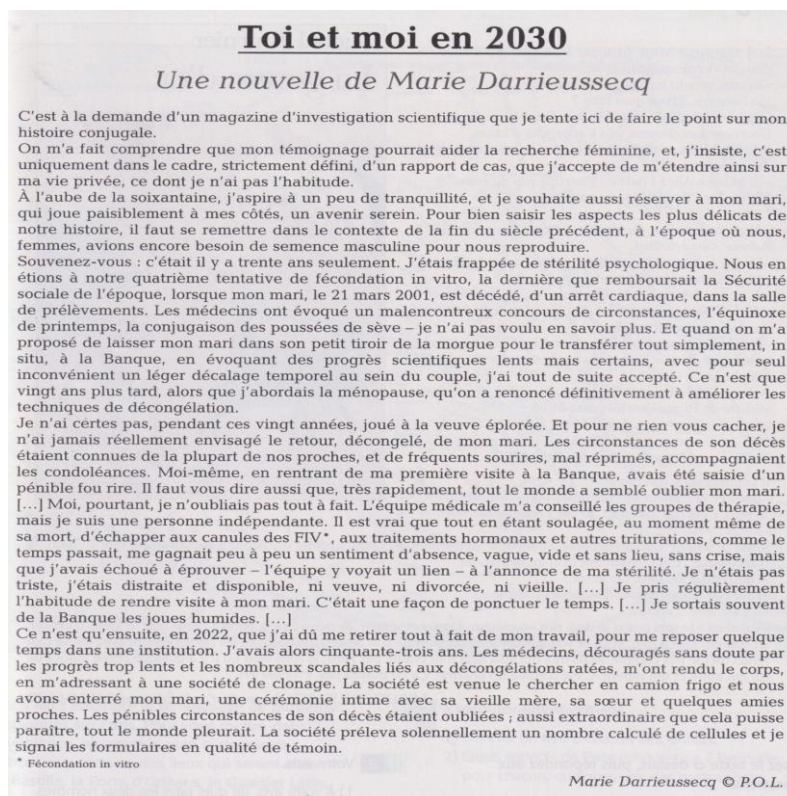 Toi et moi en 2030
Une nouvelle de Marie Darrieussecq
C'est à la demande d'un magazine d'investigation scientifique que je tente ici de faire le point sur mon
histoire conjugale.
On m'a fait comprendre que mon témoignage pourrait aider la recherche féminine, et, j'insiste, c'est
uniquement dans le cadre, strictement défini, d'un rapport de cas, que j'accepte de m'étendre ainsi sur
ma vie privée, ce dont je n'ai pas l'habitude.
À l'aube de la soixantaine, j'aspire à un peu de tranquillité, et je souhaite aussi réserver à mon mari,
qui joue paisiblement à mes côtés, un avenir serein. Pour bien saisir les aspects les plus délicats de
notre histoire, il faut se remettre dans le contexte de la fin du siècle précédent, à l'époque où nous,
femmes, avions encore besoin de semence masculine pour nous reproduire.
Souvenez-vous : c'était il y a trente ans seulement. J'étais frappée de stérilité psychologique. Nous en
étions à notre quatrième tentative de fécondation in vitro, la dernière que remboursait la Sécurité
sociale de l'époque, lorsque mon mari, le 21 mars 2001, est décédé, d'un arrêt cardiaque, dans la salle
de prélèvements. Les médecins ont évoqué un malencontreux concours de circonstances, l'équinoxe
de printemps, la conjugaison des poussées de sève – je n'ai pas voulu en savoir plus. Et quand on m'a
proposé de laisser mon mari dans son petit tiroir de la morgue pour le transférer tout simplement, in
situ, à la Banque, en évoquant des progrès scientifiques lents mais certains, avec pour seul
inconvénient un léger décalage temporel au sein du couple, j'ai tout de suite accepté. Ce n'est que
vingt ans plus tard, alors que j'abordais la ménopause, qu'on a renoncé définitivement à améliorer les
techniques de décongélation.
Je n'ai certes pas, pendant ces vingt années, joué à la veuve éplorée. Et pour ne rien vous cacher, je
n'ai jamais réellement envisagé le retour, décongelé, de mon mari. Les circonstances de son décès
étaient connues de la plupart de nos proches, et de fréquents sourires, mal réprimés, accompagnaient
les condoléances. Moi-même, en rentrant de ma première visite à la Banque, avais été saisie d'un
pénible fou rire. Il faut vous dire aussi que, très rapidement, tout le monde a semblé oublier mon mari.
[...] Moi, pourtant, je n'oubliais pas tout à fait. L'équipe médicale m'a conseillé les groupes de thérapie,
mais je suis une personne indépendante. Il est vrai que tout en étant soulagée, au moment même de
sa mort, d'échapper aux canules des FIV*, aux traitements hormonaux et autres triturations, comme le
temps passait, me gagnait peu à peu un sentiment d'absence, vague, vide et sans lieu, sans crise, mais
que j'avais échoué à éprouver – l'équipe y voyait un lien – à l'annonce de ma stérilité. Je n'étais pas
triste, j'étais distraite et disponible, ni veuve, ni divorcée, ni vieille. [...] Je pris régulièrement
l'habitude de rendre visite à mon mari. C'était une façon de ponctuer le temps. [...] Je sortais souvent
de la Banque les joues humides. [...]
Ce n'est qu'ensuite, en 2022, que j'ai dû me retirer tout à fait de mon travail, pour me reposer quelque
temps dans une institution. J'avais alors cinquante-trois ans. Les médecins, découragés sans doute par
les progrès trop lents et les nombreux scandales liés aux décongélations ratées, m'ont rendu le corps,
en m'adressant à une société de clonage. La société est venue le chercher en camion frigo et nous
avons enterré mon mari, une cérémonie intime avec sa vieille mère, sa sœur et quelques amies
proches. Les pénibles circonstances de son décès étaient oubliées ; aussi extraordinaire que cela puisse
paraître, tout le monde pleurait. La société préleva solennellement un nombre calculé de cellules et je
signai les formulaires en qualité de témoin.
* Fécondation in vitro
Marie Darrieussecq © P.O.L.